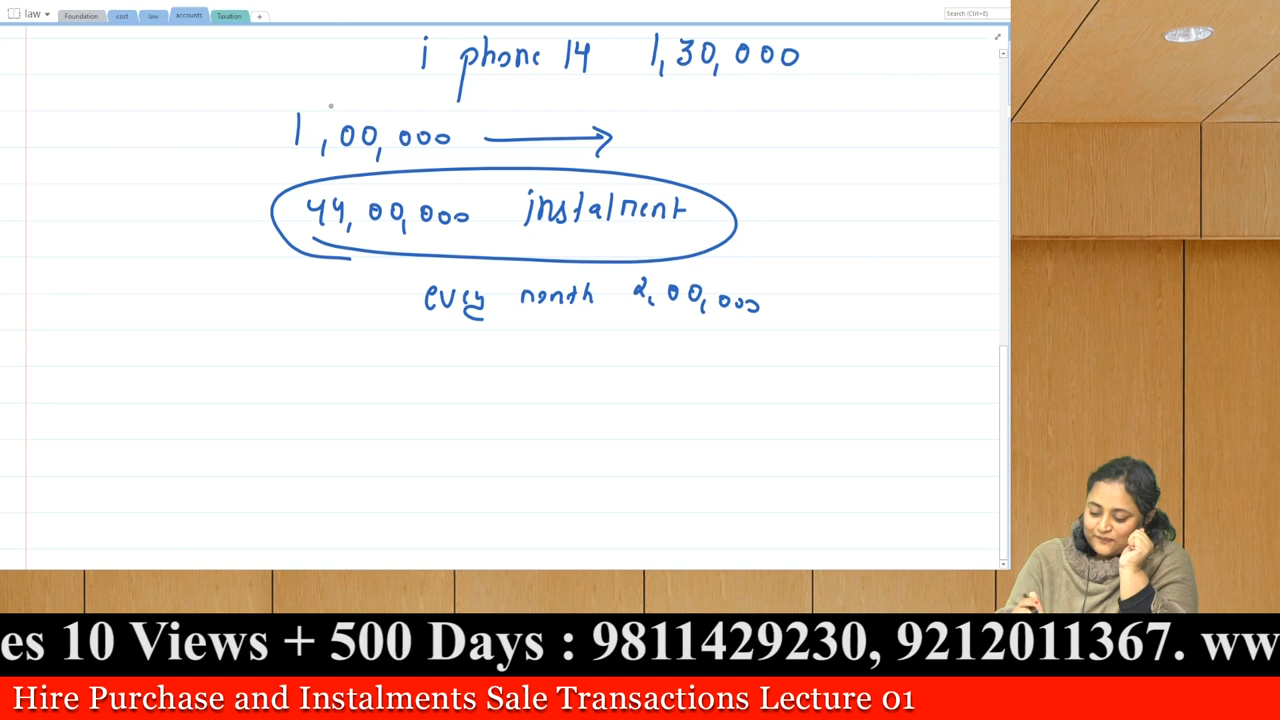 law Foundation cost law accounts Taxation + Search (Ctrl+E)
i phone 14 1,30,000
1,00,000
44,00,000 instalment
every month 2,00,000
es 10 Views + 500 Days : 9811429230, 9212011367. ww
Hire Purchase and Instalments Sale Transactions Lecture 01